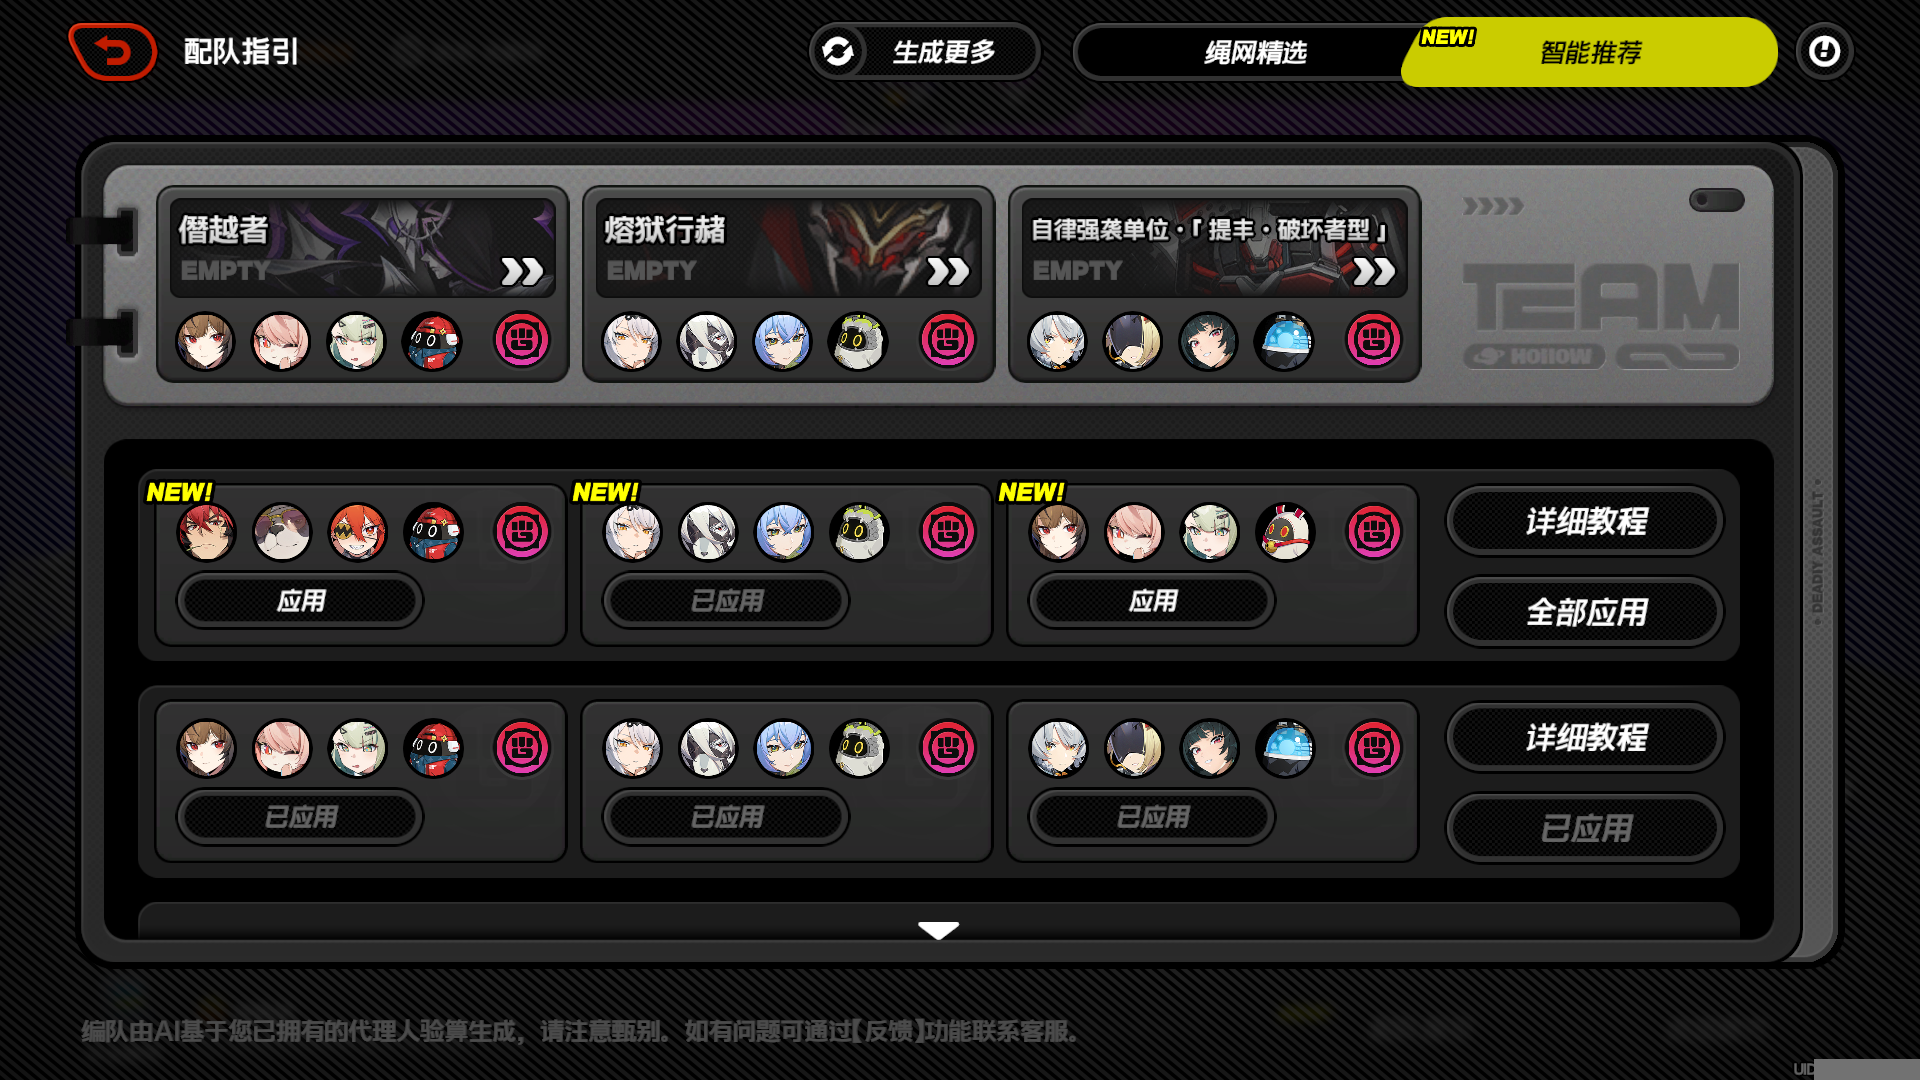 配队指引
生成更多
绳网精选
NEW!
智能推荐
僭越者
EMPTY
熔狱行赭
EMPTY
自律强袭单位·「提丰·破坏者型」
EMPTY
TEAM
HOLLOW
NEW!
应用
NEW!
已应用
NEW!
应用
详细教程
全部应用
已应用
已应用
已应用
详细教程
已应用
DEADLY ASSAULT
编队由AI基于您已拥有的代理人验算生成，请注意甄别。如有问题可通过【反馈】功能联系客服。
UID